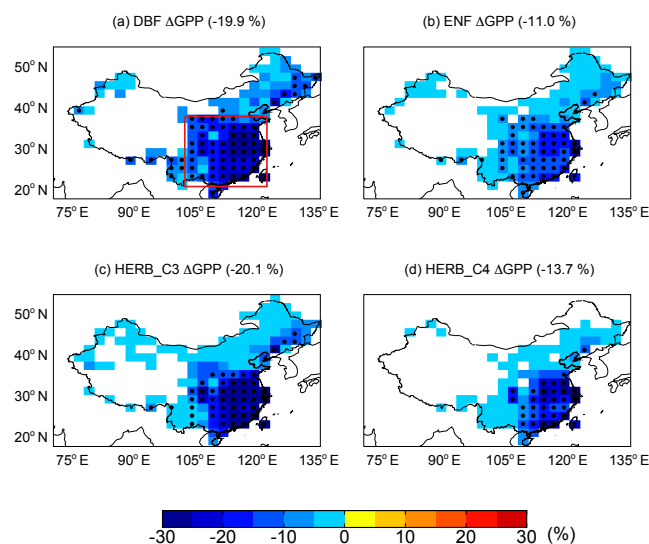 (a) DBF ΔGPP (-19.9 %)
(b) ENF ΔGPP (-11.0 %)
50° N
40° N
30° N
20° N
75° E 90° E 105° E 120° E 135° E
50° N
40° N
30° N
20° N
75° E 90° E 105° E 120° E 135° E
(c) HERB_C3 ΔGPP (-20.1 %)
(d) HERB_C4 ΔGPP (-13.7 %)
50° N
40° N
30° N
20° N
75° E 90° E 105° E 120° E 135° E
50° N
40° N
30° N
20° N
75° E 90° E 105° E 120° E 135° E
-30 -20 -10 0 10 20 30 (%)